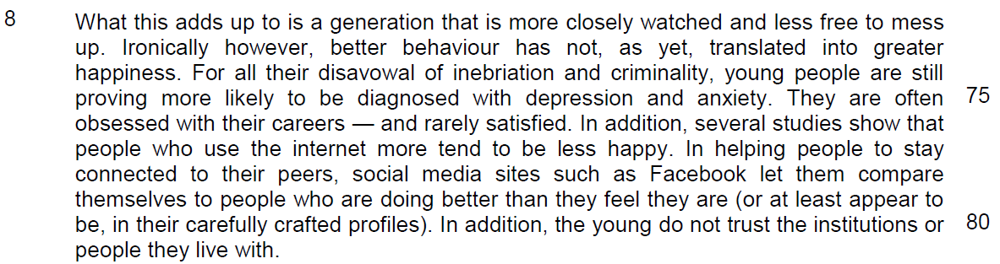 8 What this adds up to is a generation that is more closely watched and less free to mess
up. Ironically however, better behaviour has not, as yet, translated into greater
happiness. For all their disavowal of inebriation and criminality, young people are still
proving more likely to be diagnosed with depression and anxiety. They are often 75
obsessed with their careers — and rarely satisfied. In addition, several studies show that
people who use the internet more tend to be less happy. In helping people to stay
connected to their peers, social media sites such as Facebook let them compare
themselves to people who are doing better than they feel they are (or at least appear to
be, in their carefully crafted profiles). In addition, the young do not trust the institutions or 80
people they live with.